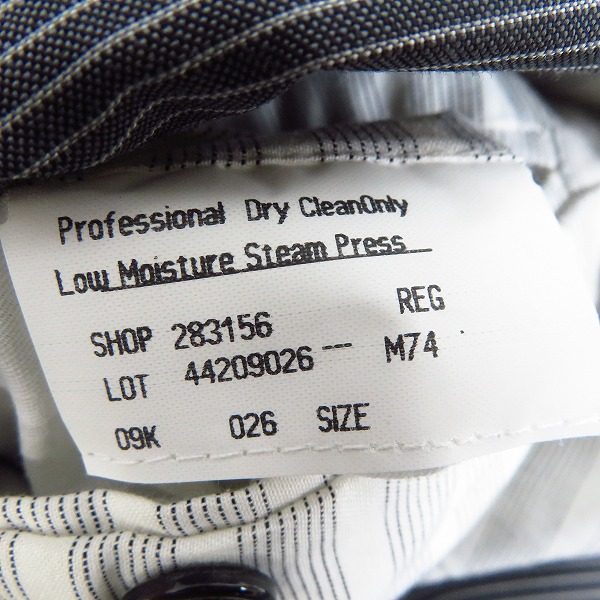 Professional Dry CleanOnly
Low Moisture Steam Press
SHOP 283156 REG
LOT 44209026--- M74
09K 026 SIZE